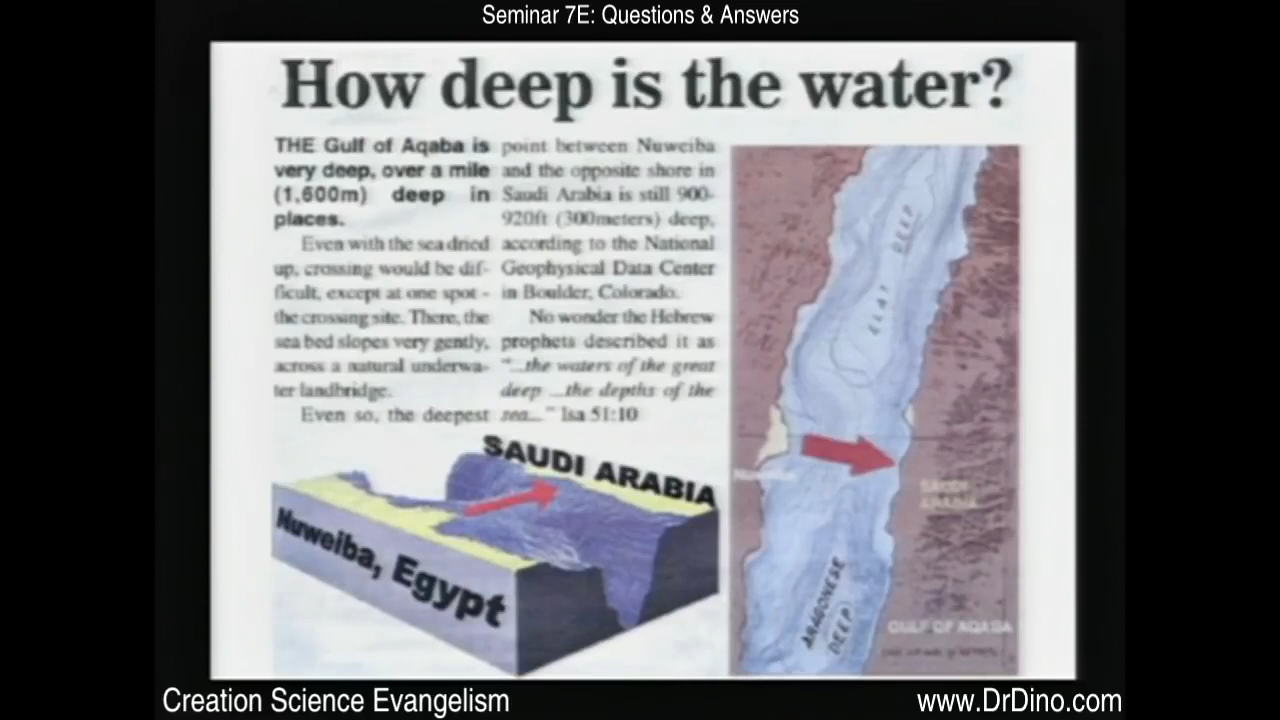 Seminar 7E: Questions & Answers
How deep is the water?
THE Gulf of Aqaba is
very deep, over a mile
(1,600m) deep in
places.
Even with the sea dried
up, crossing would be dif-
ficult, except at one spot -
the crossing site. There, the
sea bed slopes very gently,
across a natural underwa-
ter landbridge.
Even so, the deepest
point between Nuweiba
and the opposite shore in
Saudi Arabia is still 900-
920ft (300meters) deep,
according to the National
Geophysical Data Center
in Boulder, Colorado.
No wonder the Hebrew
prophets described it as
"...the waters of the great
deep ...the depths of the
sea..." Isa 51:10
SAUDI ARABIA
Nuweiba, Egypt
ELAT DEEP
Nuweiba
SAUDI
ARABIA
ARAGONESE
DEEP
GULF OF AQABA
Creation Science Evangelism
www.DrDino.com